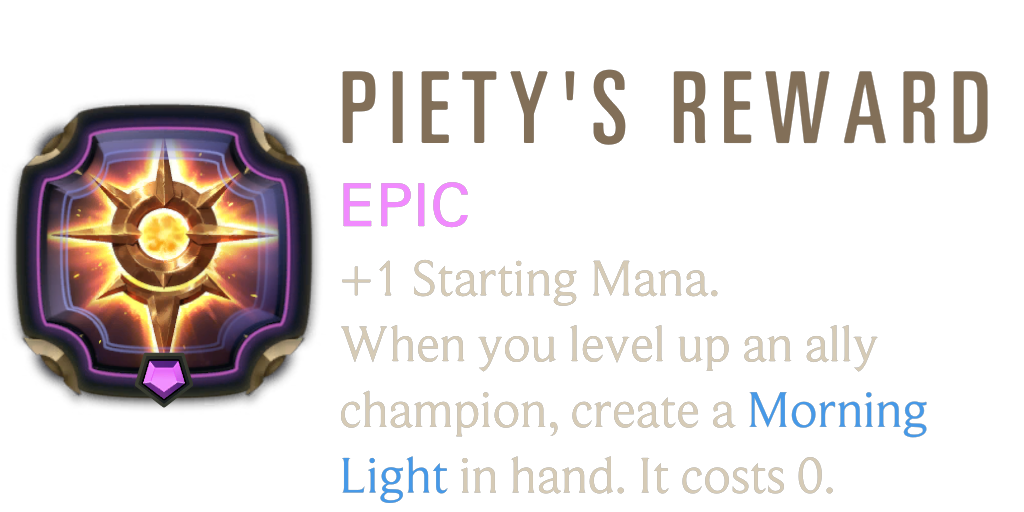 PIETY'S REWARD
EPIC
+1 Starting Mana.
When you level up an ally
champion, create a Morning
Light in hand. It costs 0.